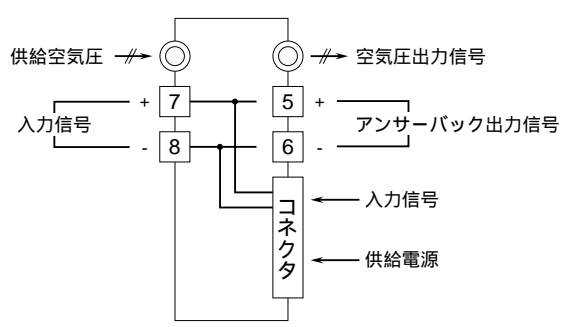 供給空気圧
空気圧出力信号
+ 7 5 +
入力信号
アンサーバック出力信号
- 8 6 -
コネクタ
入力信号
供給電源